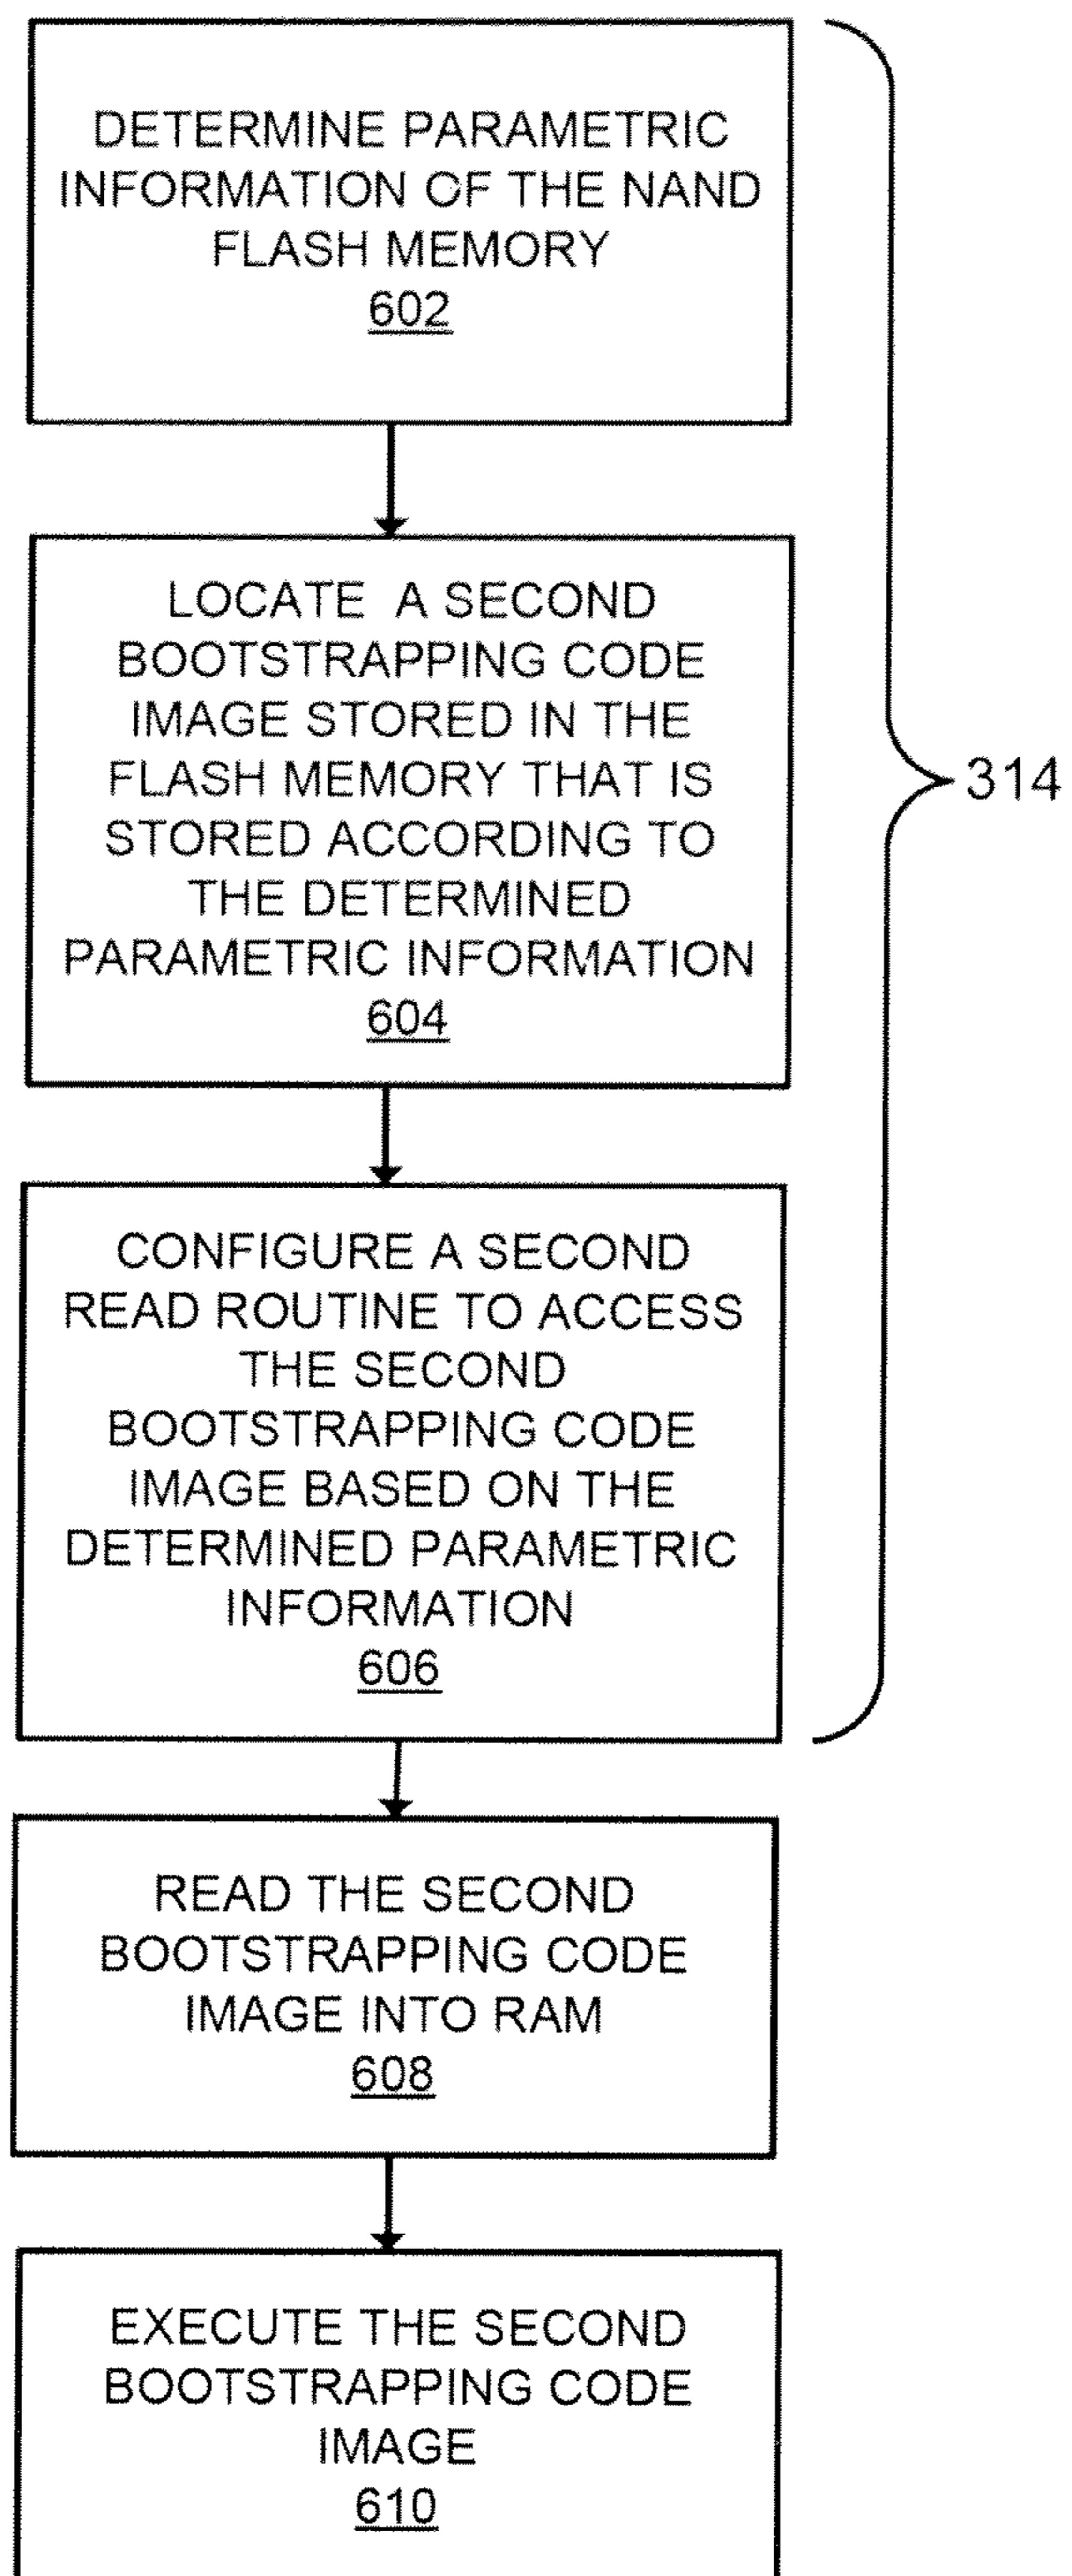 DETERMINE PARAMETRIC
INFORMATION OF THE NAND
FLASH MEMORY
602
LOCATE A SECOND
BOOTSTRAPPING CODE
IMAGE STORED IN THE
FLASH MEMORY THAT IS
STORED ACCORDING TO
THE DETERMINED
PARAMETRIC INFORMATION
604
314
CONFIGURE A SECOND
READ ROUTINE TO ACCESS
THE SECOND
BOOTSTRAPPING CODE
IMAGE BASED ON THE
DETERMINED PARAMETRIC
INFORMATION
606
READ THE SECOND
BOOTSTRAPPING CODE
IMAGE INTO RAM
608
EXECUTE THE SECOND
BOOTSTRAPPING CODE
IMAGE
610